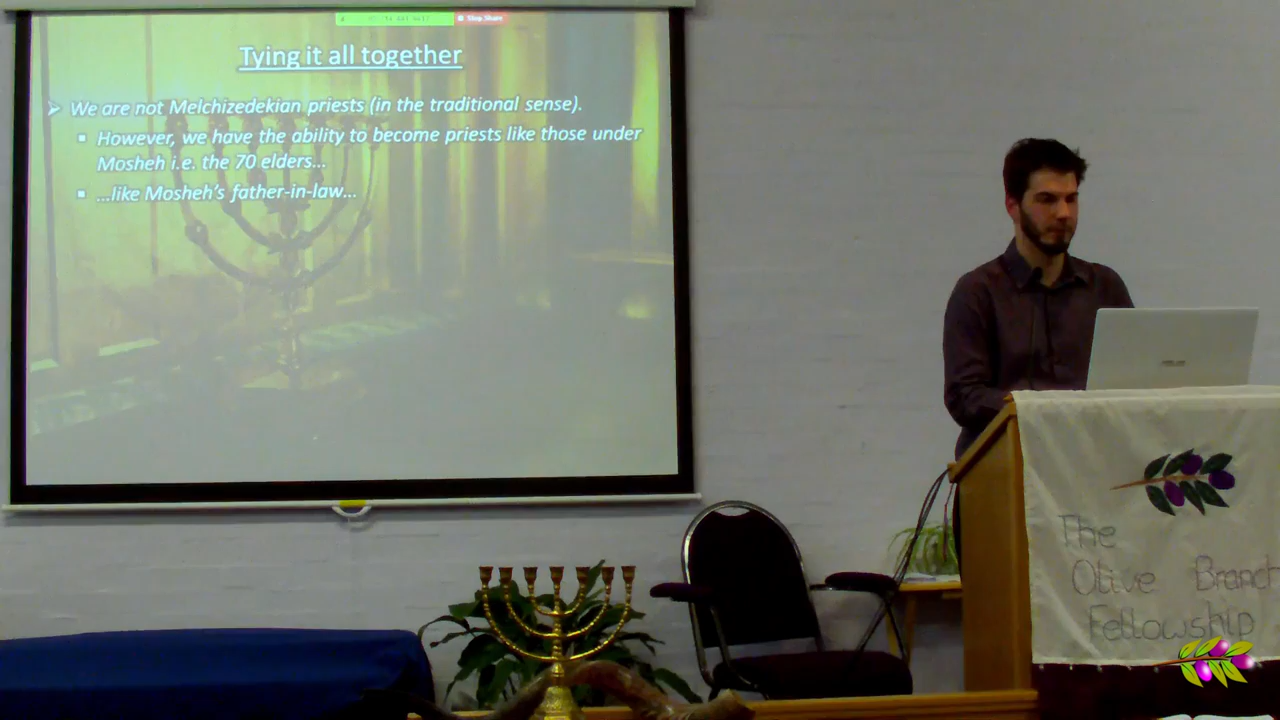 Stop Share
Tying it all together
➢ We are not Melchizedekian priests (in the traditional sense).
▪ However, we have the ability to become priests like those under
Mosheh i.e. the 70 elders...
▪ ...like Mosheh's father-in-law...
The
Olive Branch
Fellowship